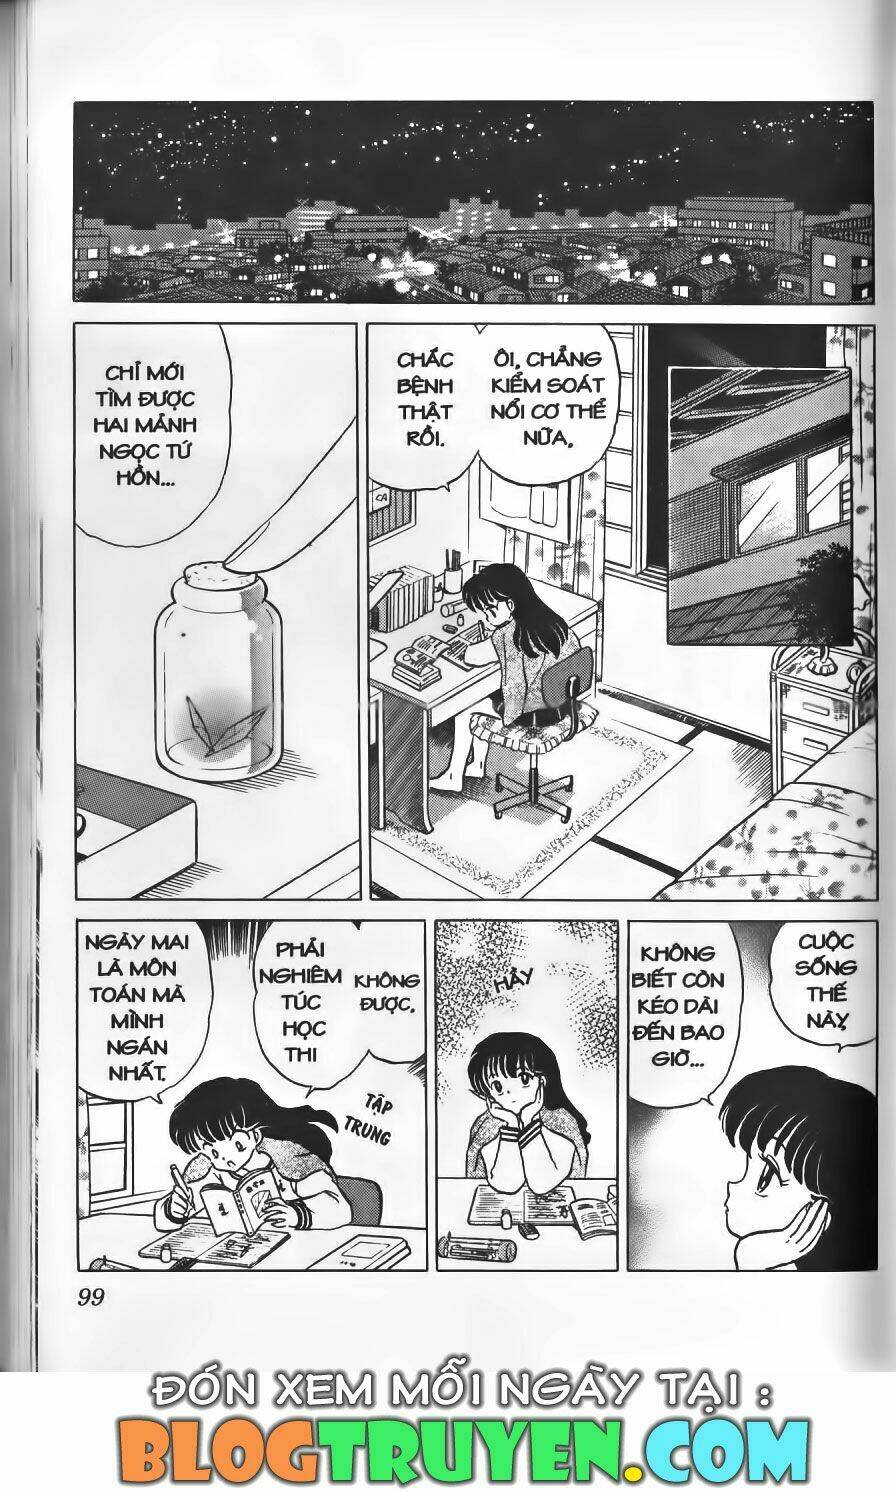 ÔI, CHẲNG
KIỂM SOÁT
NỔI CƠ THỂ
NỮA.
CHÁC
BỆNH
THẬT
RỒI.
CA
CHỈ MỚI
TÌM ĐƯỢC
HAI MẢNH
NGỌC TỨ
HỒN...
CUỘC
SỐNG
THẾ
NÀY.
KHÔNG
BIẾT CÒN
KÉO DÀI
ĐẾN BAO
GIỜ...
HẦY
KHÔNG
ĐƯỢC.
PHẢI
NGHIÊM
TÚC
HỌC
THI
TẬP
TRUNG
NGÀY MAI
LÀ MÔN
TOÁN MÀ
MÌNH
NGÁN
NHẤT.
99
ĐÓN XEM MỖI NGÀY TẠI :
BLOGTRUYEN.COM